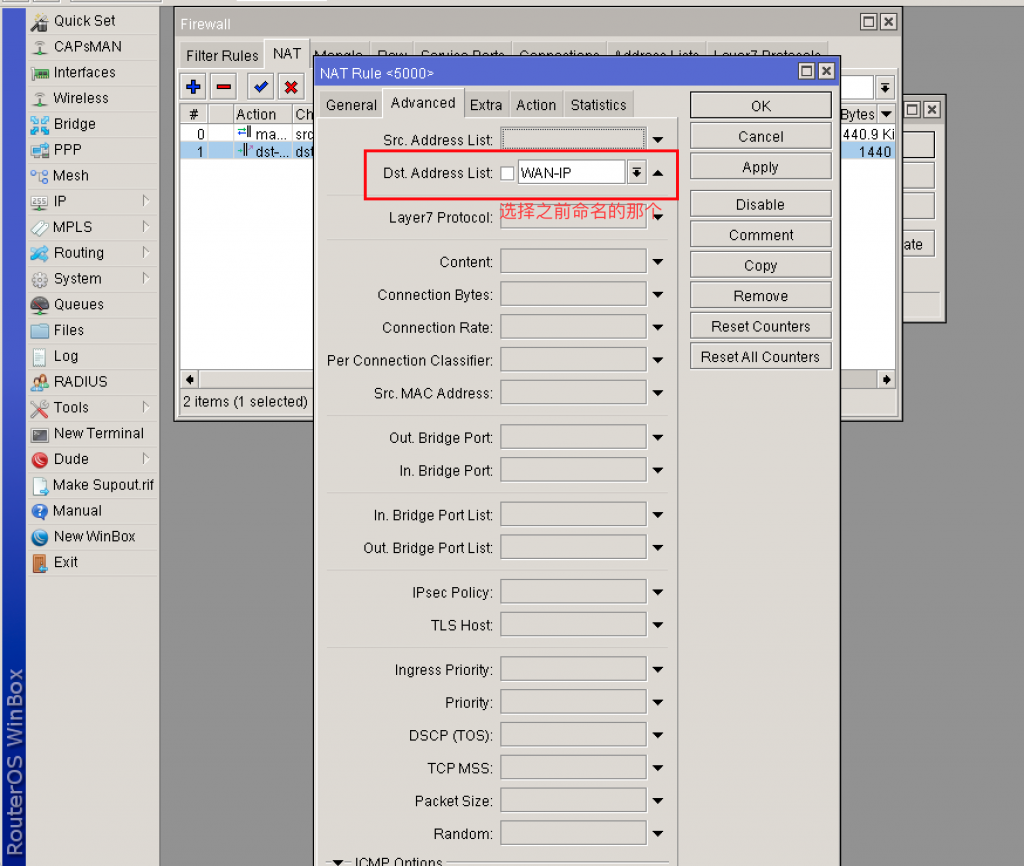 Quick Set
CAPsMAN
Interfaces
Wireless
Bridge
PPP
Mesh
IP
MPLS
Routing
System
Queues
Files
Log
RADIUS
Tools
New Terminal
Dude
Make Supout.rif
Manual
New WinBox
Exit
RouterOS WinBox
Firewall
Filter Rules NAT Mangle Raw Service Ports Connections Address Lists Layer7 Protocols
# Action Ch Bytes
0 ma... src 440.9 Ki
1 dst-... dst 1440
2 items (1 selected)
ate
NAT Rule <5000>
General Advanced Extra Action Statistics
Src. Address List:
Dst. Address List: WAN-IP
选择之前命名的那个
Layer7 Protocol:
Content:
Connection Bytes:
Connection Rate:
Per Connection Classifier:
Src. MAC Address:
Out. Bridge Port:
In. Bridge Port:
In. Bridge Port List:
Out. Bridge Port List:
IPsec Policy:
TLS Host:
Ingress Priority:
Priority:
DSCP (TOS):
TCP MSS:
Packet Size:
Random:
ICMP Options
OK
Cancel
Apply
Disable
Comment
Copy
Remove
Reset Counters
Reset All Counters